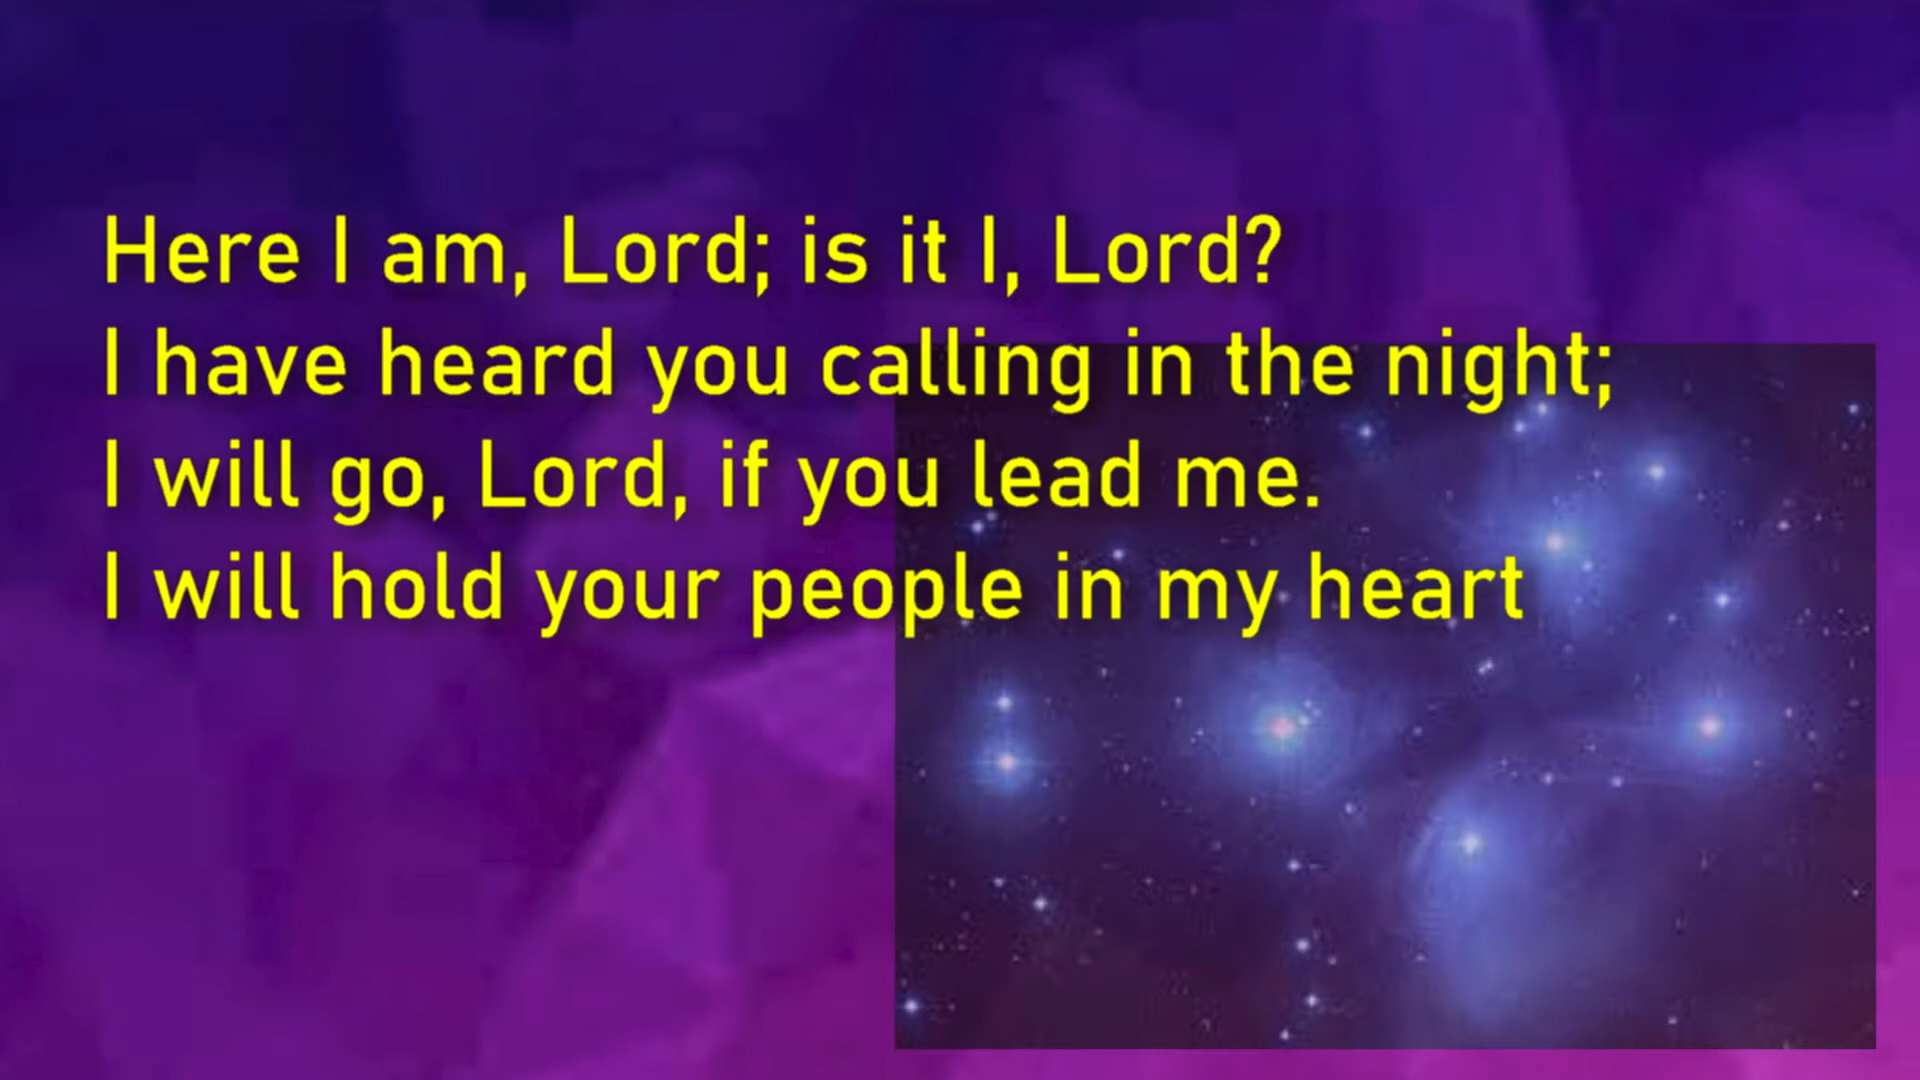 Here I am, Lord; is it I, Lord?
I have heard you calling in the night;
I will go, Lord, if you lead me.
I will hold your people in my heart